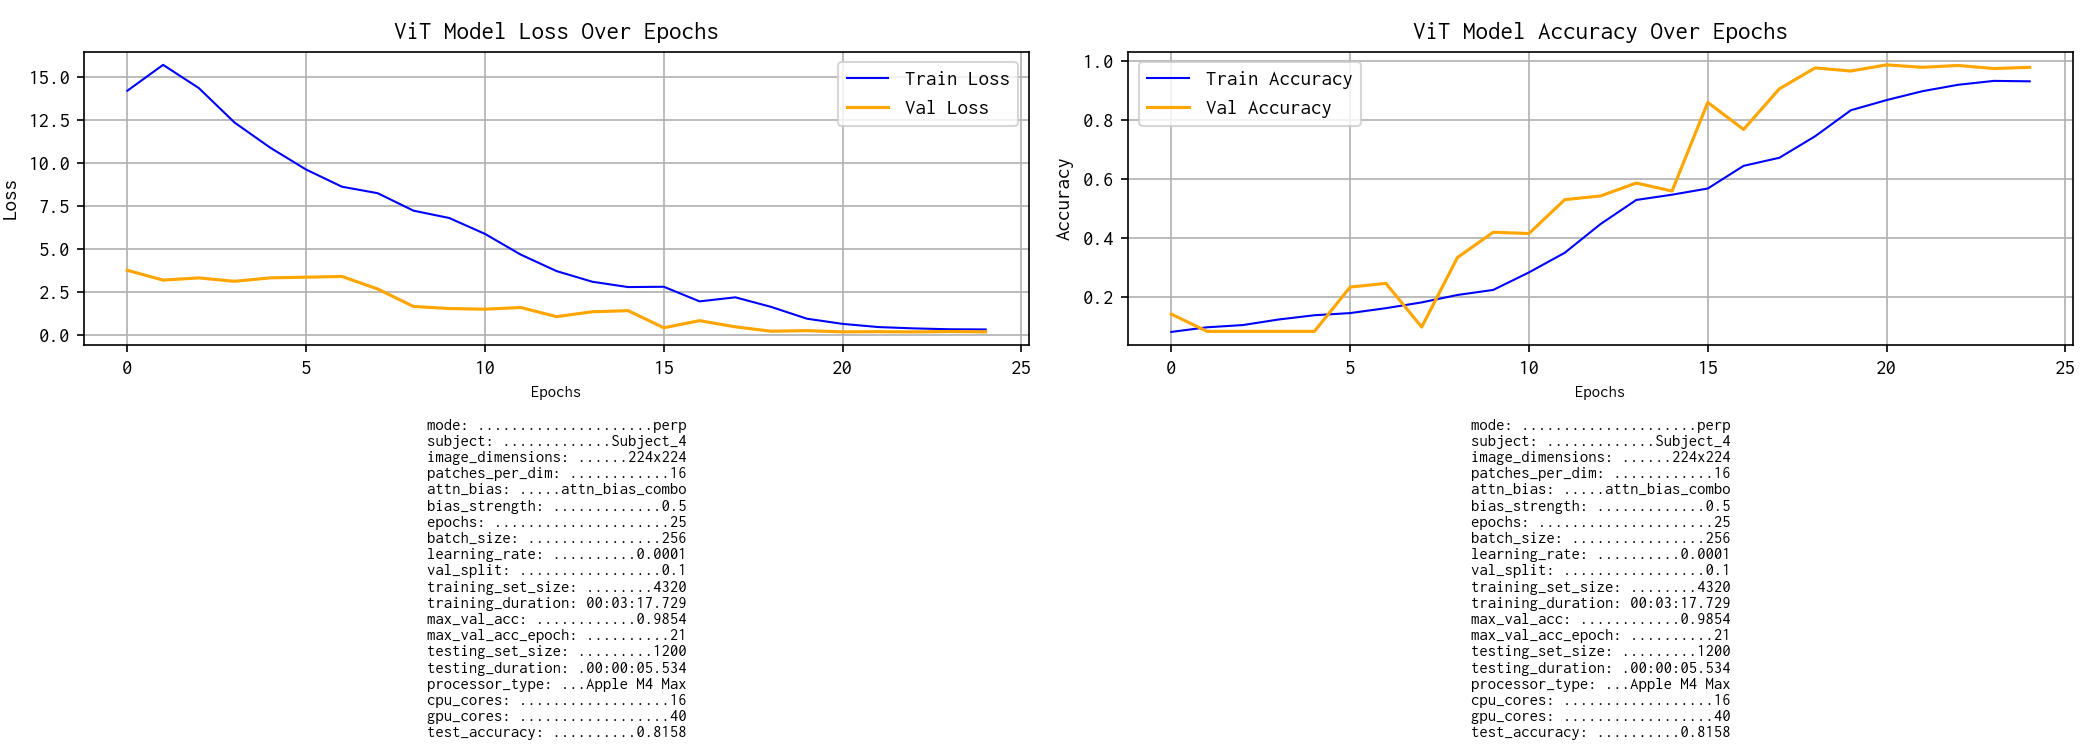 ViT Model Loss Over Epochs
15.0
12.5
10.0
7.5
5.0
2.5
0.0
Loss
Train Loss
Val Loss
0 5 10 15 20 25
Epochs
mode: .....................perp
subject: .............Subject_4
image_dimensions: ......224x224
patches_per_dim: ............16
attn_bias: .....attn_bias_combo
bias_strength: .............0.5
epochs: .....................25
batch_size: ................256
learning_rate: ..........0.0001
val_split: .................0.1
training_set_size: ........4320
training_duration: 00:03:17.729
max_val_acc: ............0.9854
max_val_acc_epoch: ..........21
testing_set_size: .........1200
testing_duration: .00:00:05.534
processor_type: ...Apple M4 Max
cpu_cores: ..................16
gpu_cores: ..................40
test_accuracy: ..........0.8158
ViT Model Accuracy Over Epochs
1.0
0.8
0.6
0.4
0.2
Accuracy
Train Accuracy
Val Accuracy
0 5 10 15 20 25
Epochs
mode: .....................perp
subject: .............Subject_4
image_dimensions: ......224x224
patches_per_dim: ............16
attn_bias: .....attn_bias_combo
bias_strength: .............0.5
epochs: .....................25
batch_size: ................256
learning_rate: ..........0.0001
val_split: .................0.1
training_set_size: ........4320
training_duration: 00:03:17.729
max_val_acc: ............0.9854
max_val_acc_epoch: ..........21
testing_set_size: .........1200
testing_duration: .00:00:05.534
processor_type: ...Apple M4 Max
cpu_cores: ..................16
gpu_cores: ..................40
test_accuracy: ..........0.8158